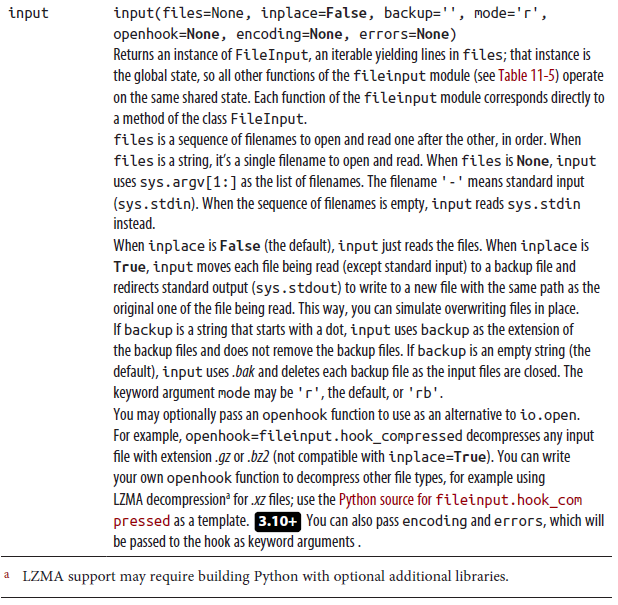 input input(files=None, inplace=False, backup='', mode='r',
openhook=None, encoding=None, errors=None)
Returns an instance of FileInput, an iterable yielding lines in files; that instance is
the global state, so all other functions of the fileinput module (see Table 11-5) operate
on the same shared state. Each function of the fileinput module corresponds directly to
a method of the class FileInput.
files is a sequence of filenames to open and read one after the other, in order. When
files is a string, it's a single filename to open and read. When files is None, input
uses sys.argv[1:] as the list of filenames. The filename '-' means standard input
(sys.stdin). When the sequence of filenames is empty, input reads sys.stdin
instead.
When inplace is False (the default), input just reads the files. When inplace is
True, input moves each file being read (except standard input) to a backup file and
redirects standard output (sys.stdout) to write to a new file with the same path as the
original one of the file being read. This way, you can simulate overwriting files in place.
If backup is a string that starts with a dot, input uses backup as the extension of
the backup files and does not remove the backup files. If backup is an empty string (the
default), input uses .bak and deletes each backup file as the input files are closed. The
keyword argument mode may be 'r', the default, or 'rb'.
You may optionally pass an openhook function to use as an alternative to io.open.
For example, openhook=fileinput.hook_compressed decompresses any input
file with extension .gz or .bz2 (not compatible with inplace=True). You can write
your own openhook function to decompress other file types, for example using
LZMA decompressionᵃ for .xz files; use the Python source for fileinput.hook_com
pressed as a template. 3.10+ You can also pass encoding and errors, which will
be passed to the hook as keyword arguments .
a LZMA support may require building Python with optional additional libraries.